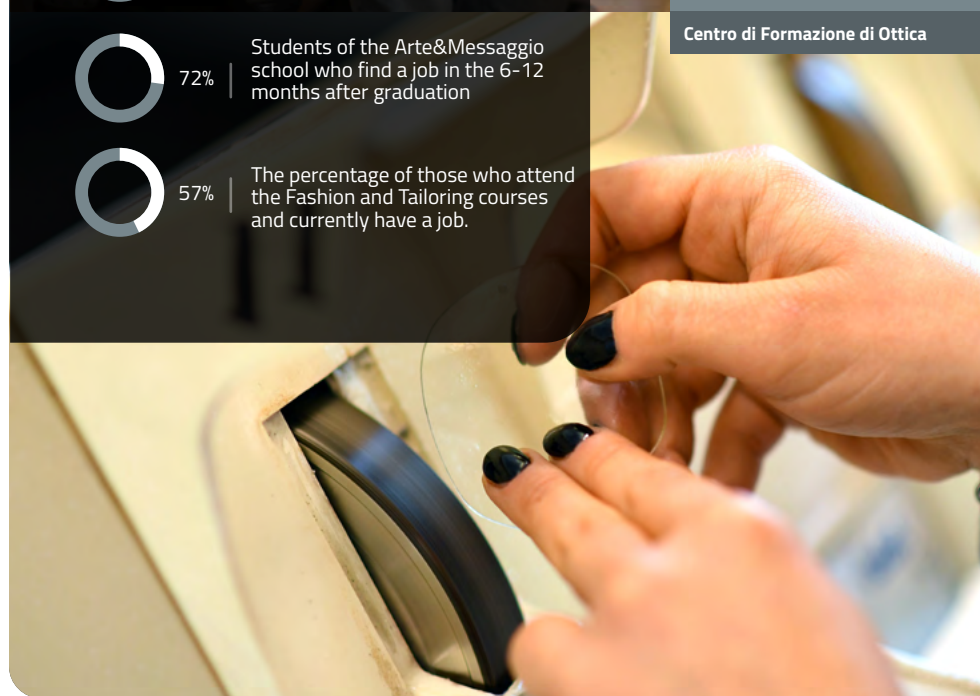 Centro di Formazione di Ottica
72%
Students of the Arte&Messaggio
school who find a job in the 6-12
months after graduation
57%
The percentage of those who attend
the Fashion and Tailoring courses
and currently have a job.